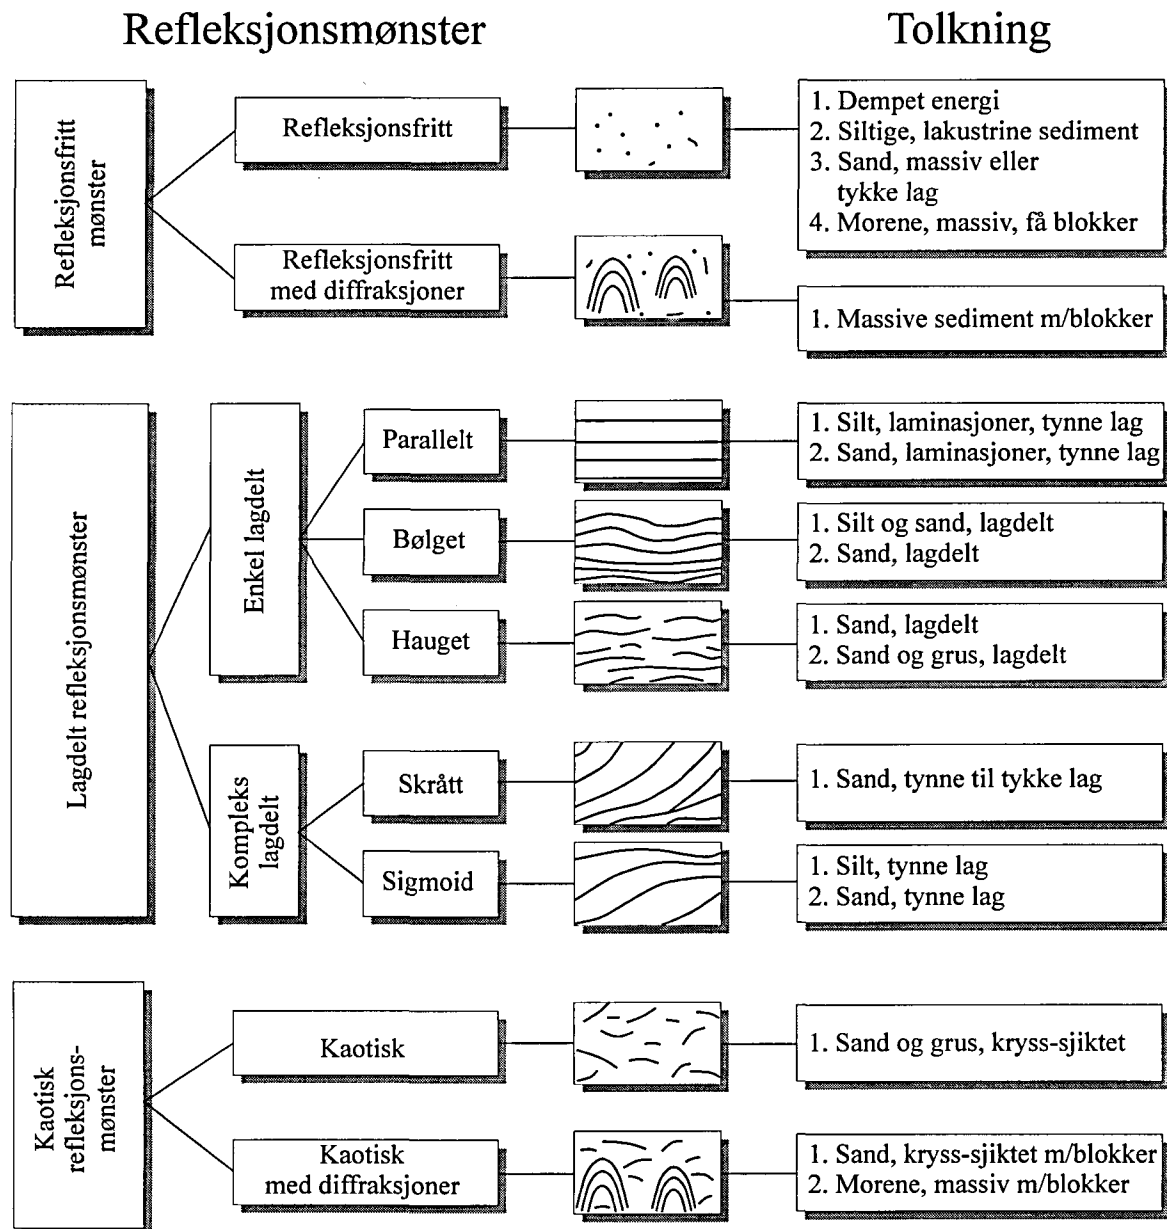 Refleksjonsmønster
Tolkning
Refleksjonsfritt
mønster
Refleksjonsfritt
1. Dempet energi
2. Siltige, lakustrine sediment
3. Sand, massiv eller
tykke lag
4. Morene, massiv, få blokker
Refleksjonsfritt
med diffraksjoner
1. Massive sediment m/blokker
Lagdelt refleksjonsmønster
Enkel lagdelt
Parallelt
1. Silt, laminasjoner, tynne lag
2. Sand, laminasjoner, tynne lag
Bølget
1. Silt og sand, lagdelt
2. Sand, lagdelt
Hauget
1. Sand, lagdelt
2. Sand og grus, lagdelt
Kompleks
lagdelt
Skrått
1. Sand, tynne til tykke lag
Sigmoid
1. Silt, tynne lag
2. Sand, tynne lag
Kaotisk
refleksjons-
mønster
Kaotisk
1. Sand og grus, kryss-sjiktet
Kaotisk
med diffraksjoner
1. Sand, kryss-sjiktet m/blokker
2. Morene, massiv m/blokker